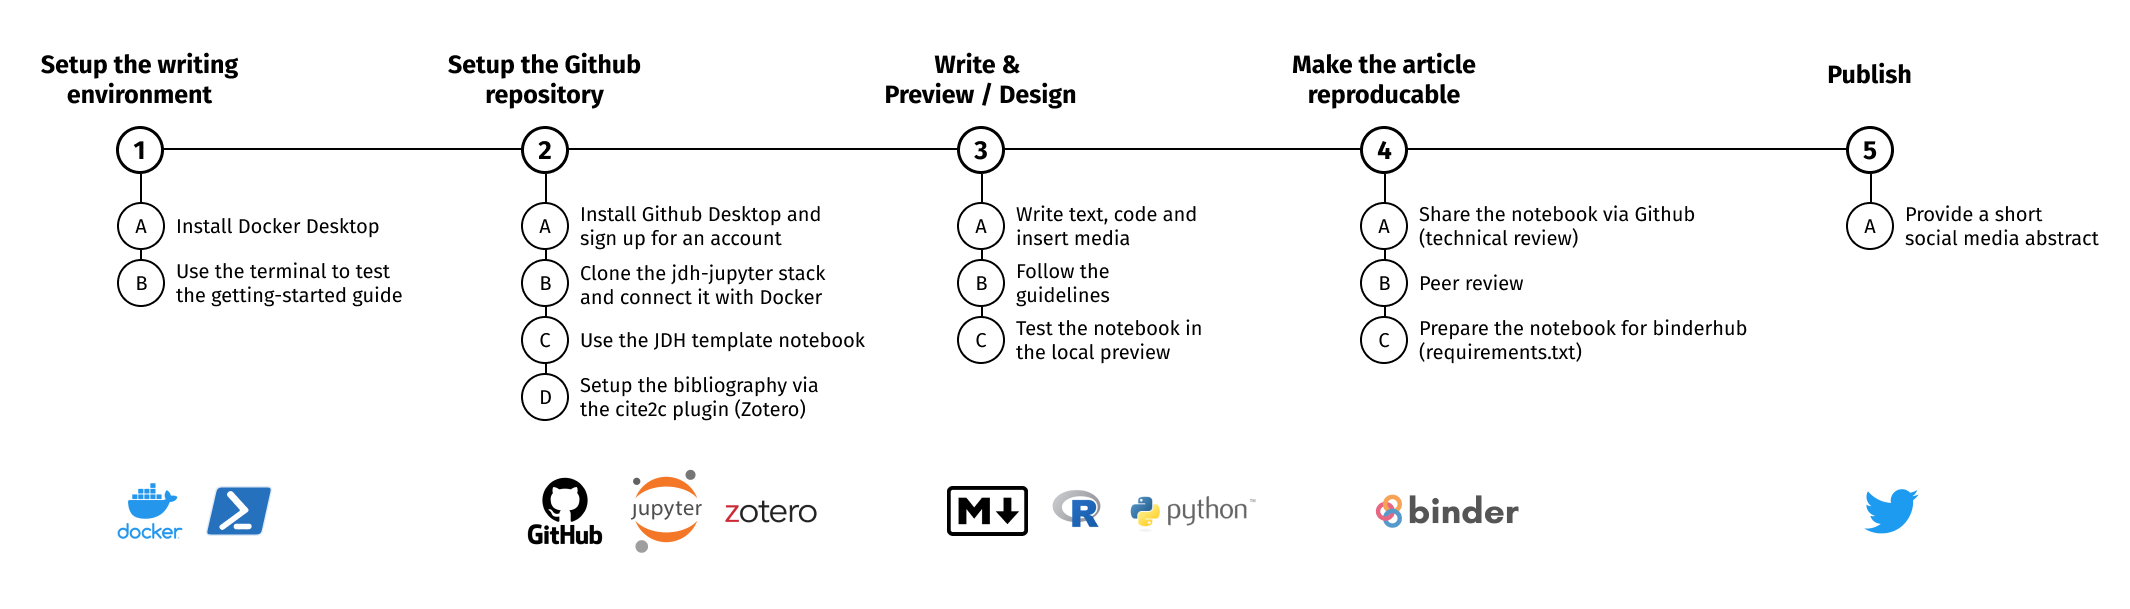 Setup the writing
environment
1
A
Install Docker Desktop
B
Use the terminal to test
the getting-started guide
docker
Setup the Github
repository
2
A
Install Github Desktop and
sign up for an account
B
Clone the jdh-jupyter stack
and connect it with Docker
C
Use the JDH template notebook
D
Setup the bibliography via
the cite2c plugin (Zotero)
GitHub
jupyter
zotero
Write &
Preview / Design
3
A
Write text, code and
insert media
B
Follow the
guidelines
C
Test the notebook in
the local preview
M
R
python™
Make the article
reproducable
4
A
Share the notebook via Github
(technical review)
B
Peer review
C
Prepare the notebook for binderhub
(requirements.txt)
binder
Publish
5
A
Provide a short
social media abstract